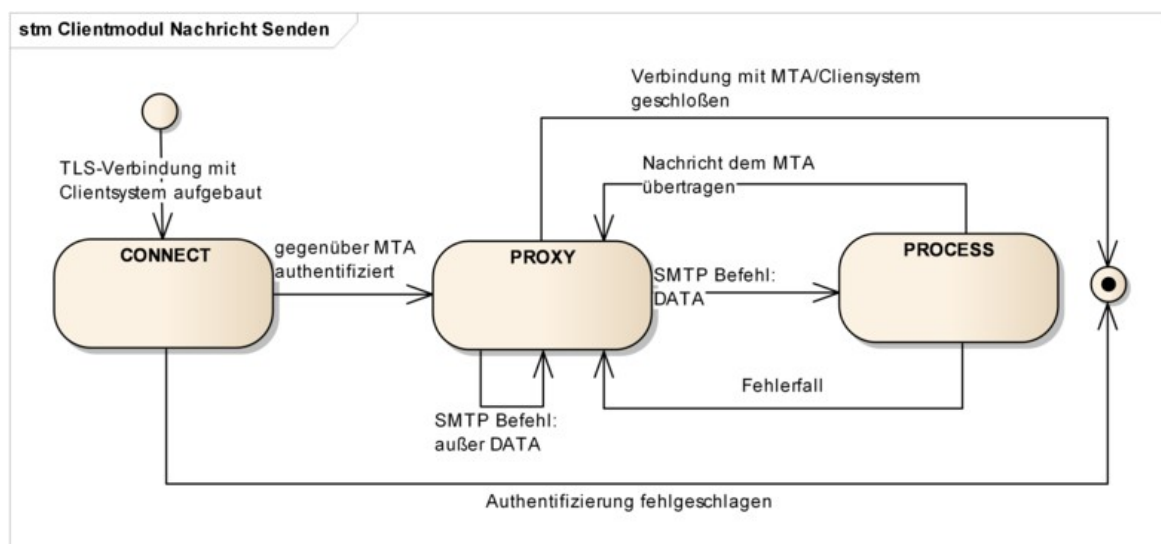 stm Clientmodul Nachricht Senden
Verbindung mit MTA/Cliensystem
geschloßen
TLS-Verbindung mit
Clientsystem aufgebaut
Nachricht dem MTA
übertragen
CONNECT
gegenüber MTA
authentifiziert
PROXY
SMTP Befehl:
DATA
PROCESS
SMTP Befehl:
außer DATA
Fehlerfall
Authentifizierung fehlgeschlagen